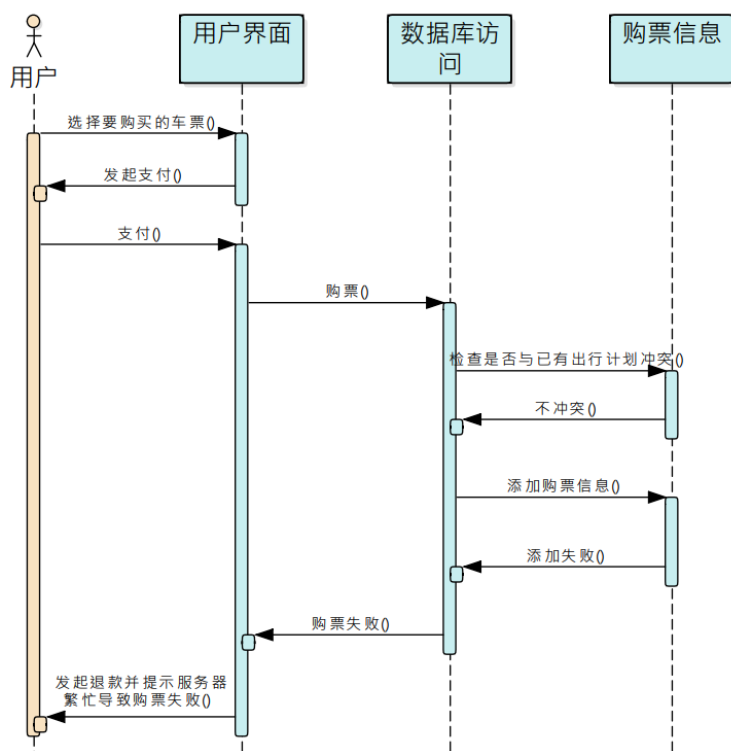 用户
用户界面
数据库访
问
购票信息
选择要购买的车票()
发起支付()
支付()
购票()
检查是否与已有出行计划冲突()
不冲突()
添加购票信息()
添加失败()
购票失败()
发起退款并提示服务器
繁忙导致购票失败()